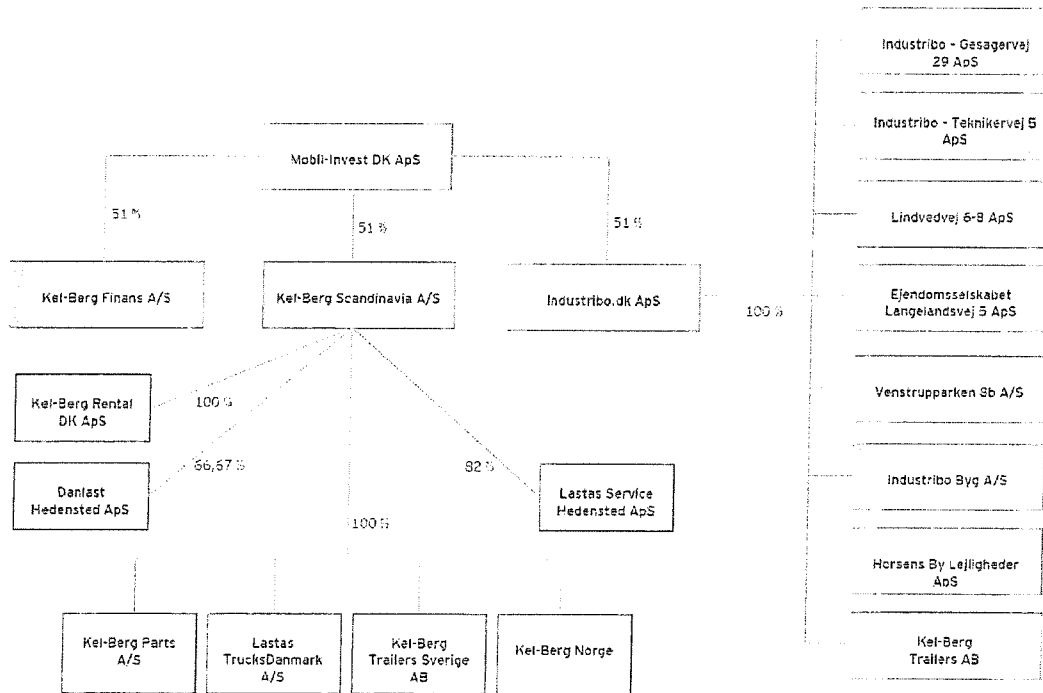 Industribo - Gesagervej
29 ApS
Industribo - Teknikervej 5
ApS
Mobli-Invest DK ApS
51 %
51 %
51 %
Lindvedvej 6-8 ApS
Kel-Berg Finans A/S
Kel-Berg Scandinavia A/S
Industribo.dk ApS
100 %
Ejendomsselskabet
Langelandsvej 5 ApS
Kel-Berg Rental
DK ApS
100 %
Venstrupparken 8b A/S
Danlast
Hedensted ApS
66,67 %
82 %
Lastas Service
Hedensted ApS
Industribo Byg A/S
100 %
Horsens By Lejligheder
ApS
Kel-Berg Parts
A/S
Lastas
TrucksDanmark
A/S
Kel-Berg
Trailers Sverige
AB
Kel-Berg Norge
Kel-Berg
Trailers AB